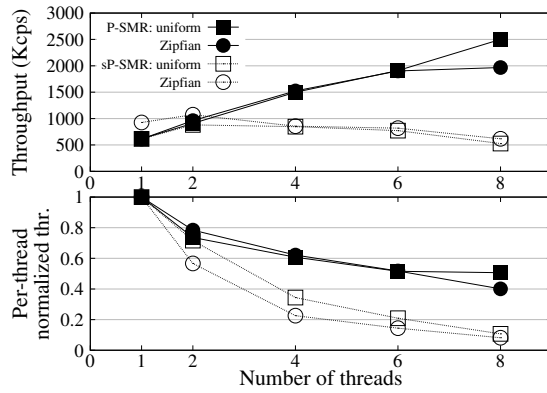 P-SMR: uniform
Zipfian
sP-SMR: uniform
Zipfian
Throughput (Kcps)
3000
2500
2000
1500
1000
500
0
0 1 2 4 6 8
Per-thread
normalized thr.
1
0.8
0.6
0.4
0.2
0
0 1 2 4 6 8
Number of threads